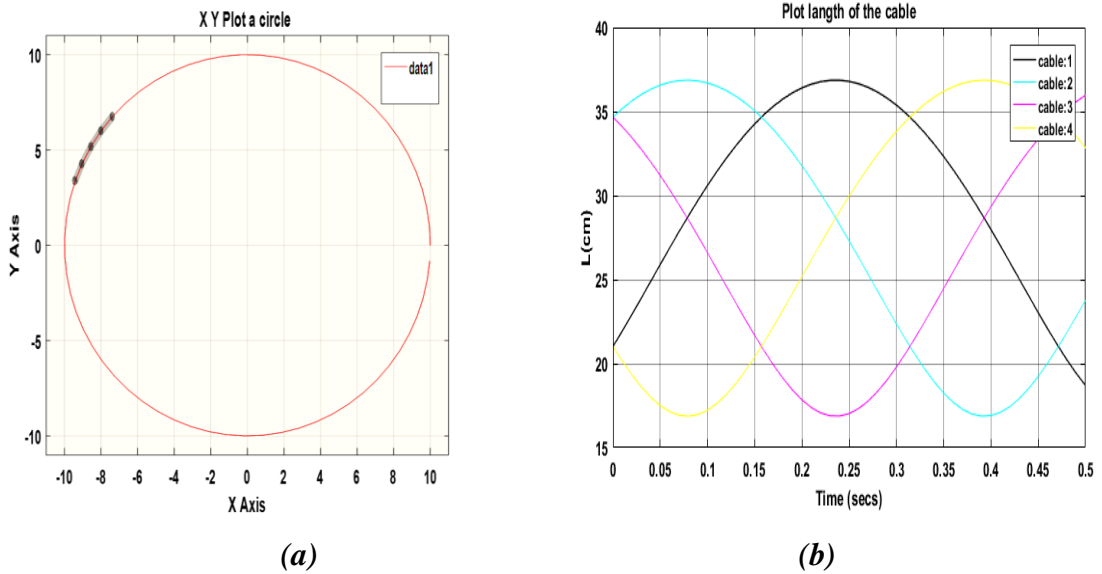 X Y Plot a circle
data1
10
5
0
-5
-10
Y Axis
-10 -8 -6 -4 -2 0 2 4 6 8 10
X Axis
(a)
Plot langth of the cable
cable:1
cable:2
cable:3
cable:4
40
35
30
25
20
15
L(cm)
0 0.05 0.1 0.15 0.2 0.25 0.3 0.35 0.4 0.45 0.5
Time (secs)
(b)